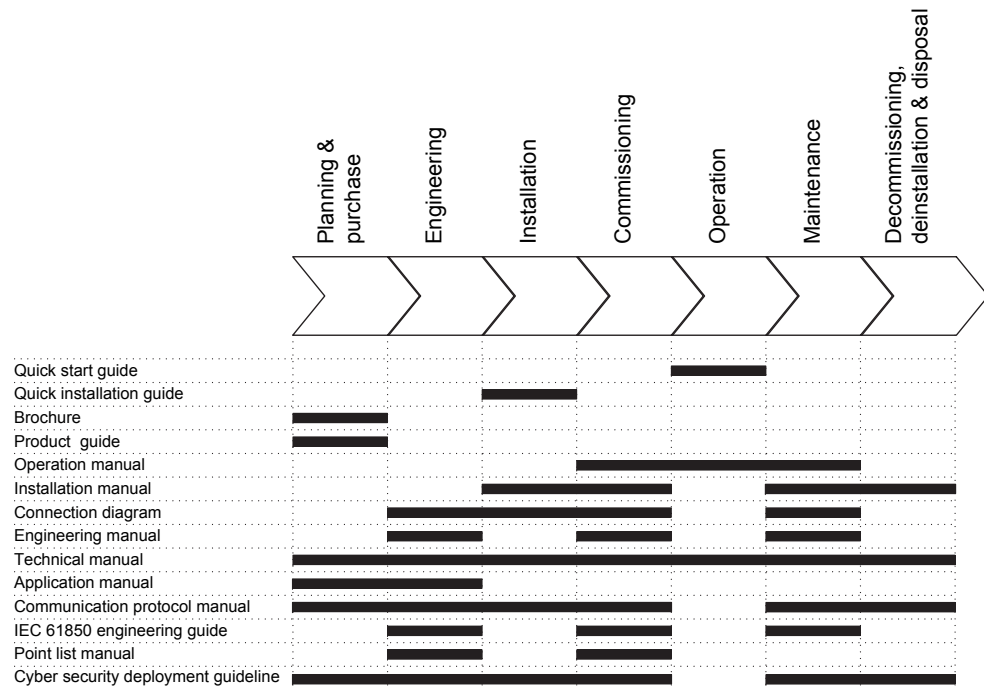 Planning &
purchase
Engineering
Installation
Commissioning
Operation
Maintenance
Decommissioning,
deinstallation & disposal
Quick start guide
Quick installation guide
Brochure
Product guide
Operation manual
Installation manual
Connection diagram
Engineering manual
Technical manual
Application manual
Communication protocol manual
IEC 61850 engineering guide
Point list manual
Cyber security deployment guideline